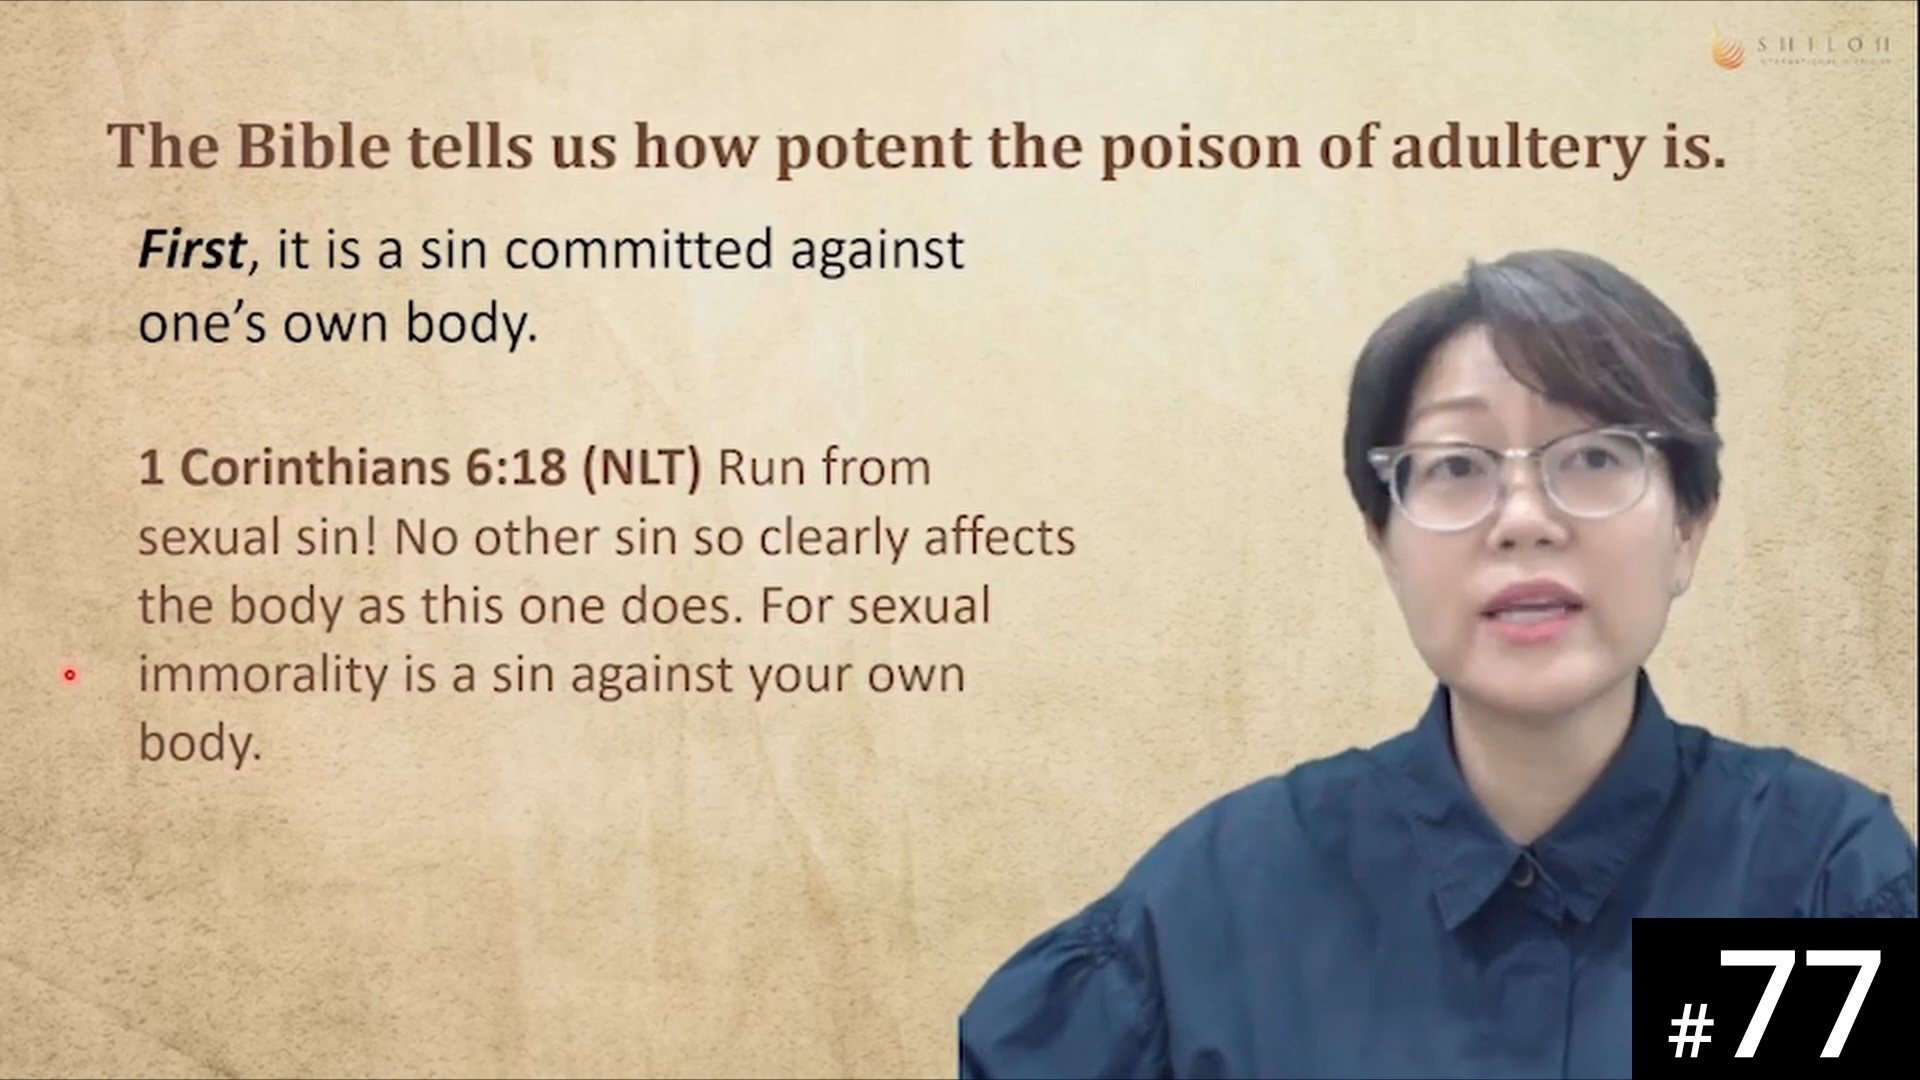 SHILOH
The Bible tells us how potent the poison of adultery is.
First, it is a sin committed against
one’s own body.
1 Corinthians 6:18 (NLT) Run from
sexual sin! No other sin so clearly affects
the body as this one does. For sexual
immorality is a sin against your own
body.
#77